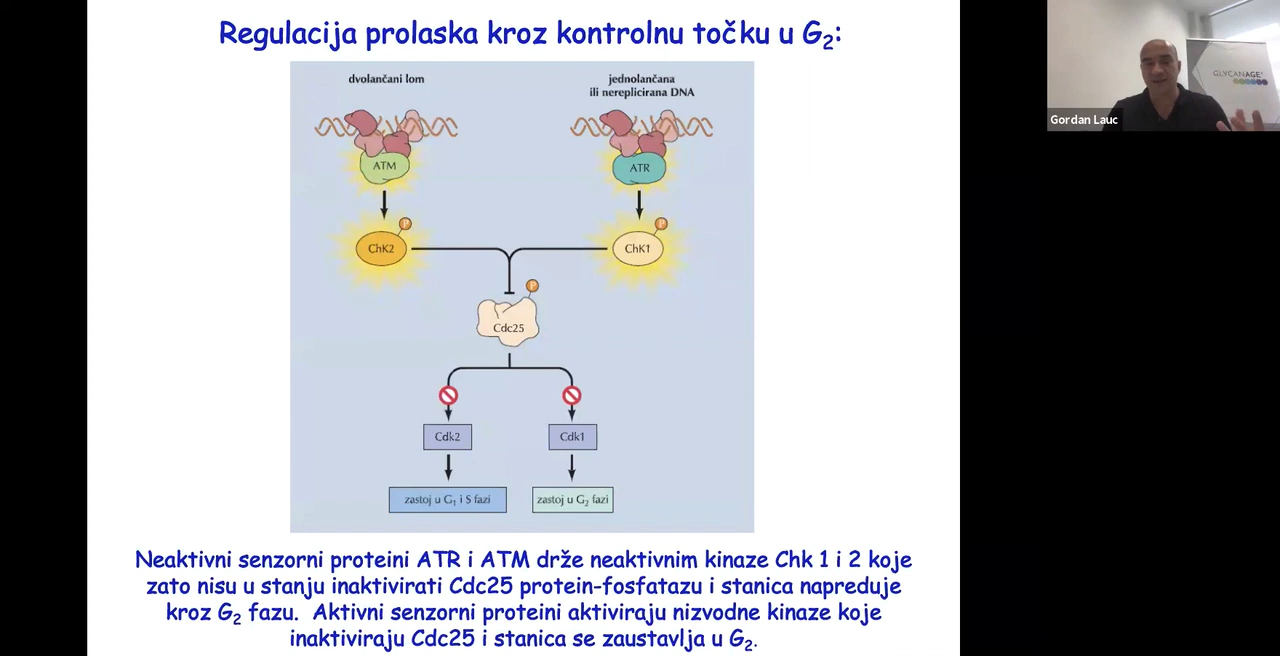 Regulacija prolaska kroz kontrolnu točku u G₂:
dvolančani lom
jednolančana
ili nereplicirana DNA
ATM
ATR
P
P
ChK2
ChK1
P
Cdc25
Cdk2
Cdk1
zastoj u G₁ i S fazi
zastoj u G₂ fazi
Neaktivni senzorni proteini ATR i ATM drže neaktivnim kinaze Chk 1 i 2 koje
zato nisu u stanju inaktivirati Cdc25 protein-fosfatazu i stanica napreduje
kroz G₂ fazu. Aktivni senzorni proteini aktiviraju nizvodne kinaze koje
inaktiviraju Cdc25 i stanica se zaustavlja u G₂.
GLYCANAGE
Gordan Lauc